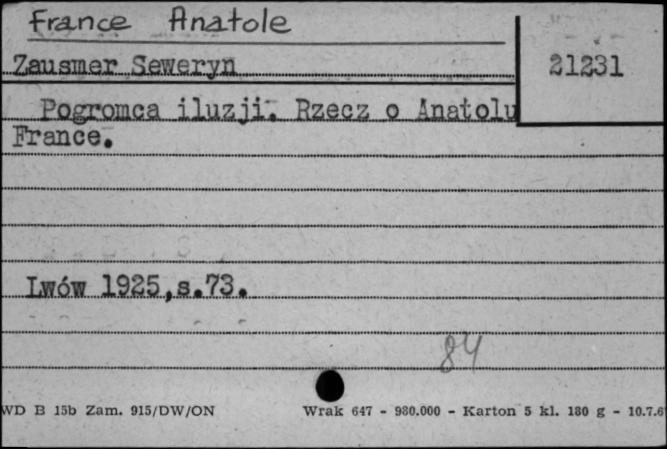 France Anatole
Zausmer Seweryn
21231
Pogromca iluzji. Rzecz o Anatolu
France.
Lwów 1925,s.73.
84
WD B 15b Zam. 915/DW/ON Wrak 647 - 980.000 - Karton 5 kl. 180 g - 10.7.6